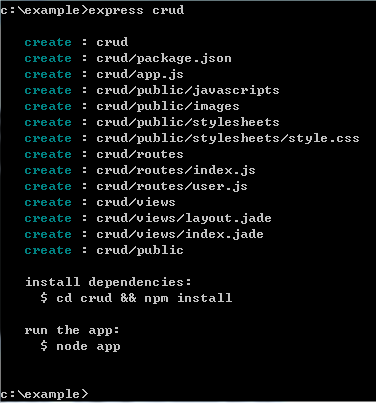 c:\example>express crud
create : crud
create : crud/package.json
create : crud/app.js
create : crud/public/javascripts
create : crud/public/images
create : crud/public/stylesheets
create : crud/public/stylesheets/style.css
create : crud/routes
create : crud/routes/index.js
create : crud/routes/user.js
create : crud/views
create : crud/views/layout.jade
create : crud/views/index.jade
create : crud/public
install dependencies:
$ cd crud && npm install
run the app:
$ node app
c:\example>